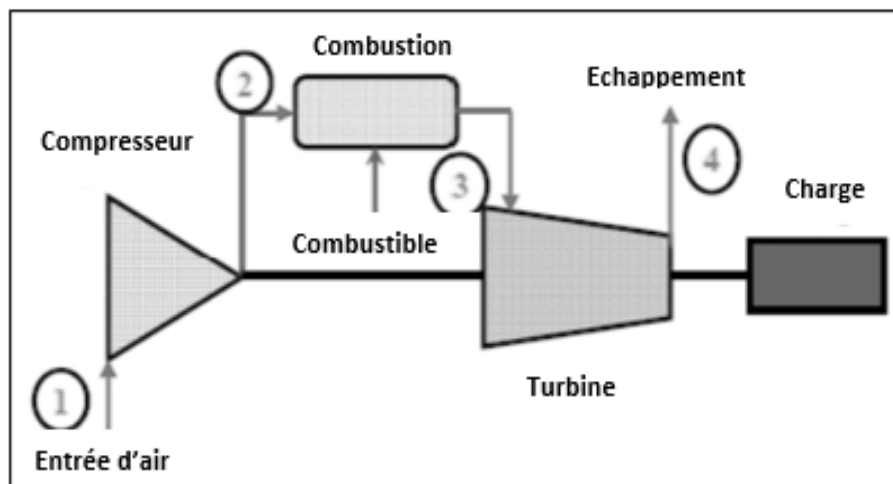 Combustion
2
Echappement
Compresseur
3
4
Charge
Combustible
Turbine
1
Entrée d'air